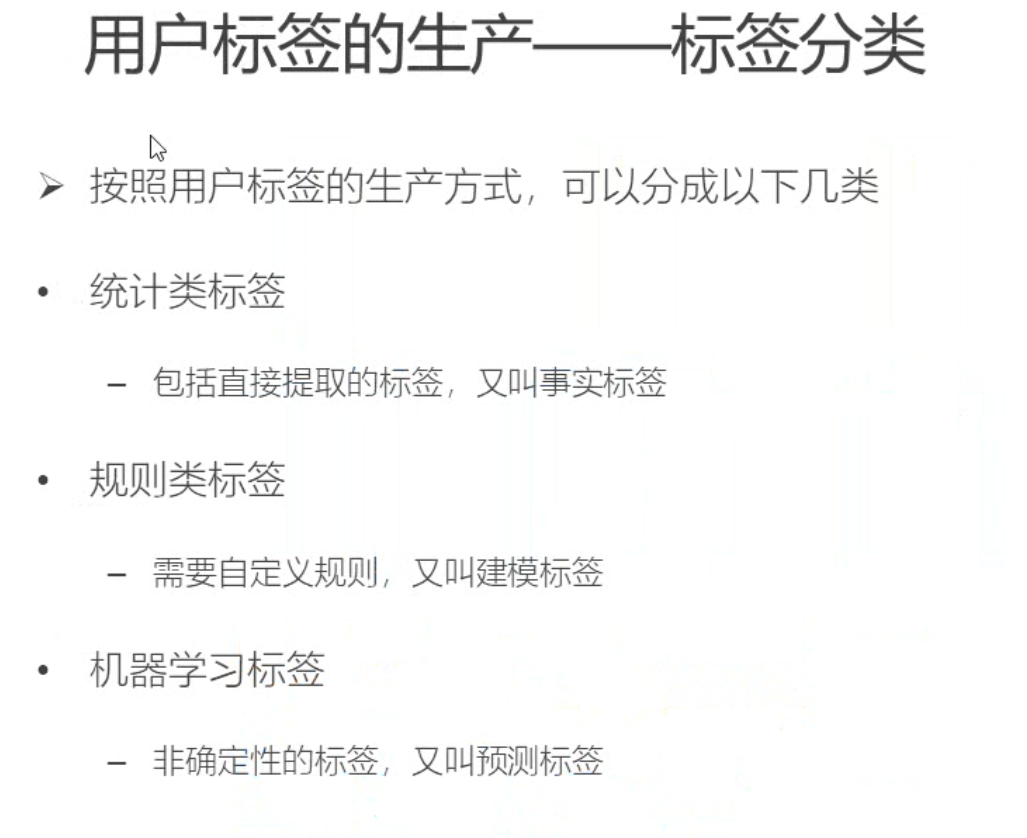 用户标签的生产——标签分类
➢ 按照用户标签的生产方式，可以分成以下几类
• 统计类标签
– 包括直接提取的标签，又叫事实标签
• 规则类标签
– 需要自定义规则，又叫建模标签
• 机器学习标签
– 非确定性的标签，又叫预测标签